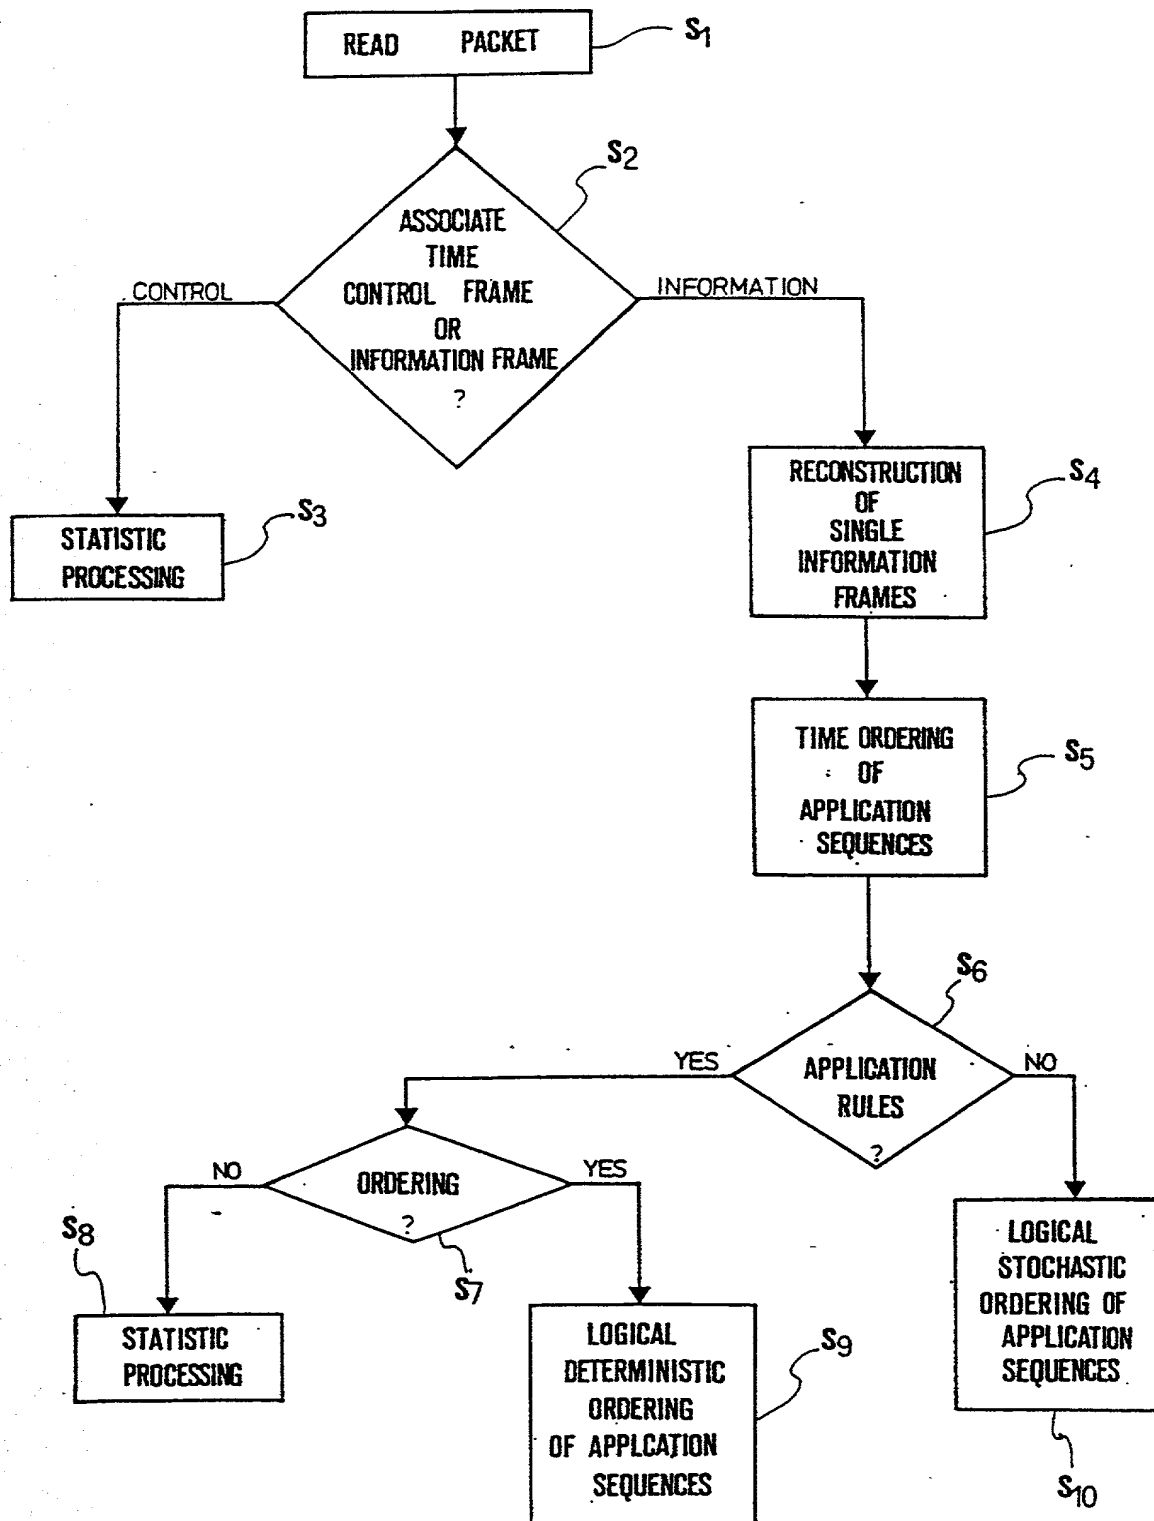 READ PACKET
S1
S2
ASSOCIATE
TIME
CONTROL FRAME
OR
INFORMATION FRAME
?
CONTROL
INFORMATION
S3
STATISTIC
PROCESSING
S4
RECONSTRUCTION
OF
SINGLE
INFORMATION
FRAMES
S5
TIME ORDERING
OF
APPLICATION
SEQUENCES
S6
APPLICATION
RULES
?
YES
NO
ORDERING
?
NO
YES
S7
S8
STATISTIC
PROCESSING
S9
LOGICAL
DETERMINISTIC
ORDERING
OF APPLCATION
SEQUENCES
LOGICAL
STOCHASTIC
ORDERING OF
APPLICATION
SEQUENCES
S10